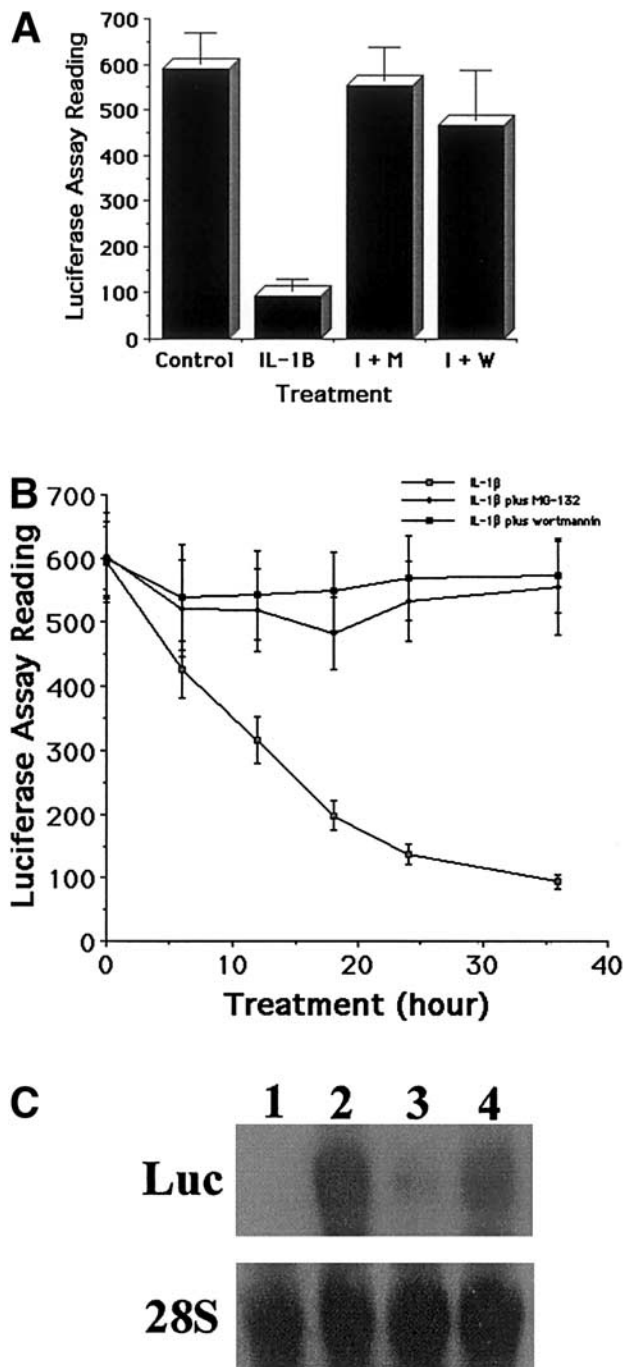 A
Luciferase Assay Reading
700
600
500
400
300
200
100
0
Control IL-1B I + M I + W
Treatment
B
IL-1β
IL-1β plus MG-132
IL-1β plus wortmannin
Luciferase Assay Reading
700
600
500
400
300
200
100
0
0 10 20 30 40
Treatment (hour)
C
1 2 3 4
Luc
28S